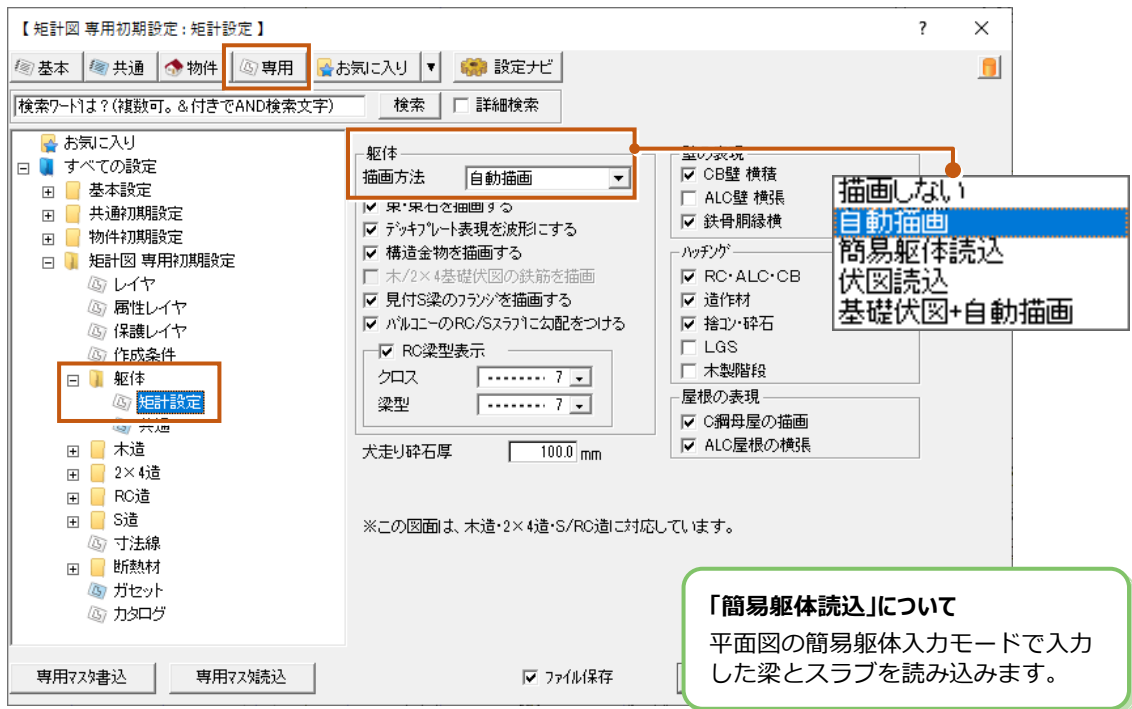 【 矩計図 専用初期設定 : 矩計設定 】
?
基本
共通
物件
専用
お気に入り
設定ナビ
検索ワードは？(複数可。&付きでAND検索文字)
検索
詳細検索
お気に入り
すべての設定
基本設定
共通初期設定
物件初期設定
矩計図 専用初期設定
レイヤ
属性レイヤ
保護レイヤ
作成条件
躯体
矩計設定
共通
木造
2×4造
RC造
S造
寸法線
断熱材
ガセット
カタログ
躯体
描画方法
自動描画
束・束石を描画する
デッキプレート表現を波形にする
構造金物を描画する
木/2×4基礎伏図の鉄筋を描画
見付S梁のフランジを描画する
バルコニーのRC/Sスラブに勾配をつける
RC梁型表示
クロス
7
梁型
7
犬走り砕石厚
100.0 mm
※この図面は、木造・2×4造・S/RC造に対応しています。
壁の表現
CB壁 横積
ALC壁 横張
鉄骨胴縁横
ハッチング
RC・ALC・CB
造作材
捨コン・砕石
LGS
木製階段
屋根の表現
C鋼母屋の描画
ALC屋根の横張
描画しない
自動描画
簡易躯体読込
伏図読込
基礎伏図+自動描画
「簡易躯体読込」について
平面図の簡易躯体入力モードで入力
した梁とスラブを読み込みます。
専用マスタ書込
専用マスタ読込
ファイル保存